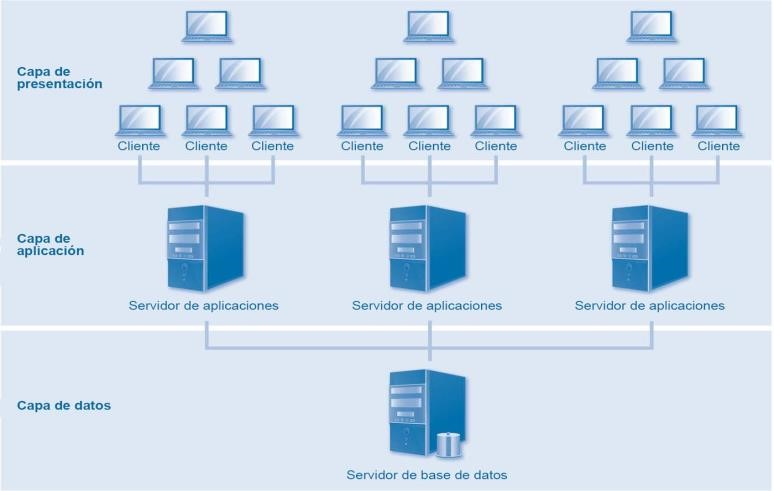 Capa de
presentación
Cliente Cliente Cliente Cliente Cliente Cliente Cliente Cliente Cliente
Capa de
aplicación
Servidor de aplicaciones Servidor de aplicaciones Servidor de aplicaciones
Capa de datos
Servidor de base de datos